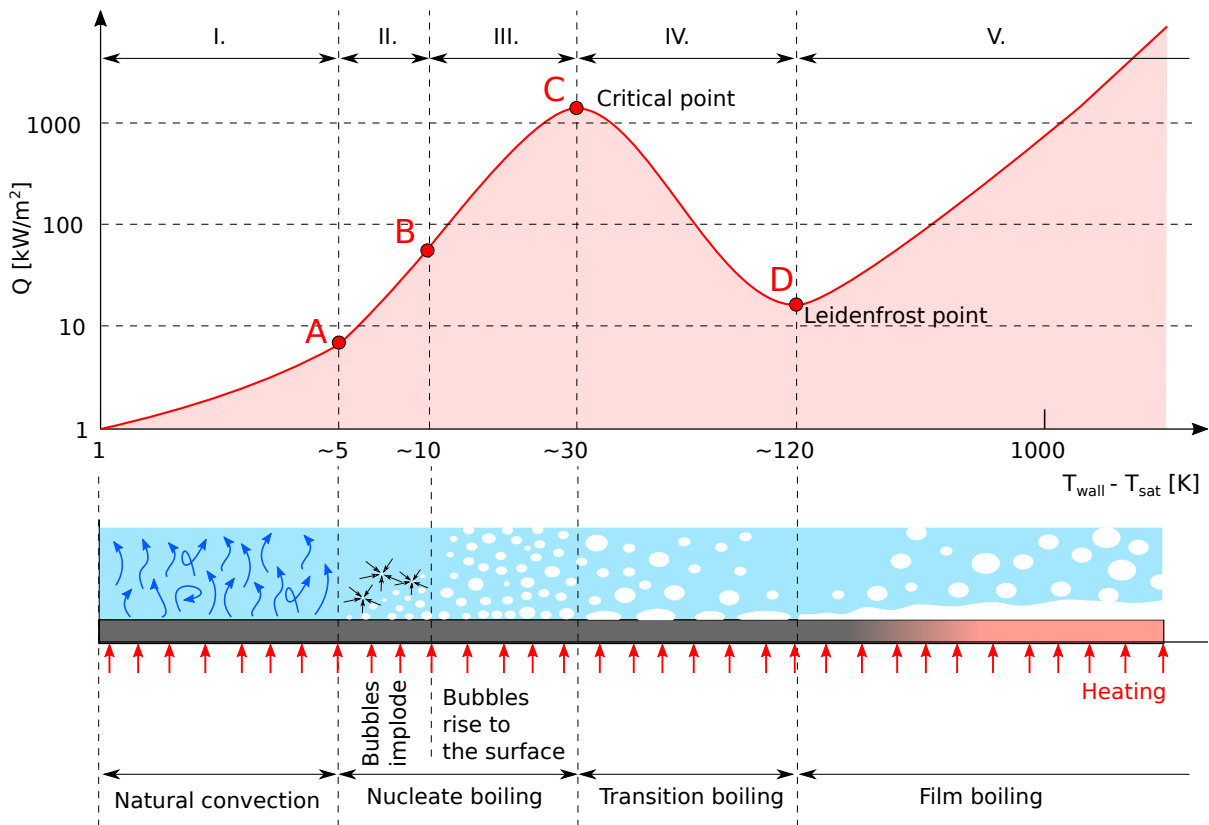 I.
II.
III.
IV.
V.
C
Critical point
1000
Q [kW/m²]
100
B
D
Leidenfrost point
10
A
1
1
~5
~10
~30
~120
1000
T_wall - T_sat [K]
Heating
Bubbles
implode
Bubbles
rise to
the surface
Natural convection
Nucleate boiling
Transition boiling
Film boiling